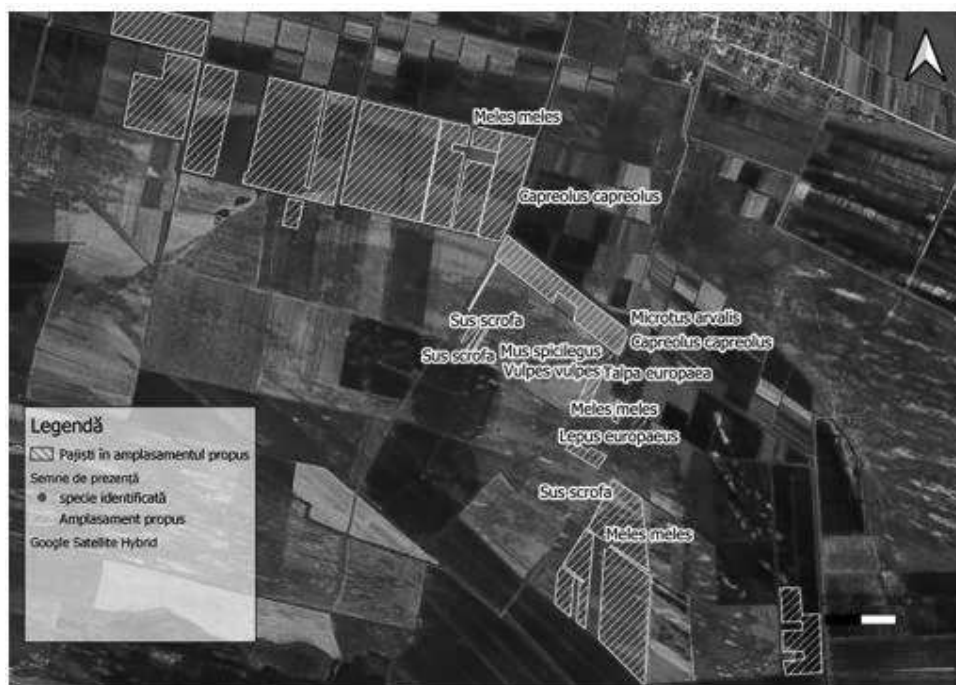 Meles meles
Capreolus capreolus
Sus scrofa
Microtus arvalis
Sus scrofa
Mus spicilegus
Capreolus capreolus
Vulpes vulpes
Talpa europaea
Meles meles
Lepus europaeus
Sus scrofa
Meles meles
Legendă
Pajisti în amplasamentul propus
Semne de prezență
specie identificată
Amplasament propus
Google Satellite Hybrid